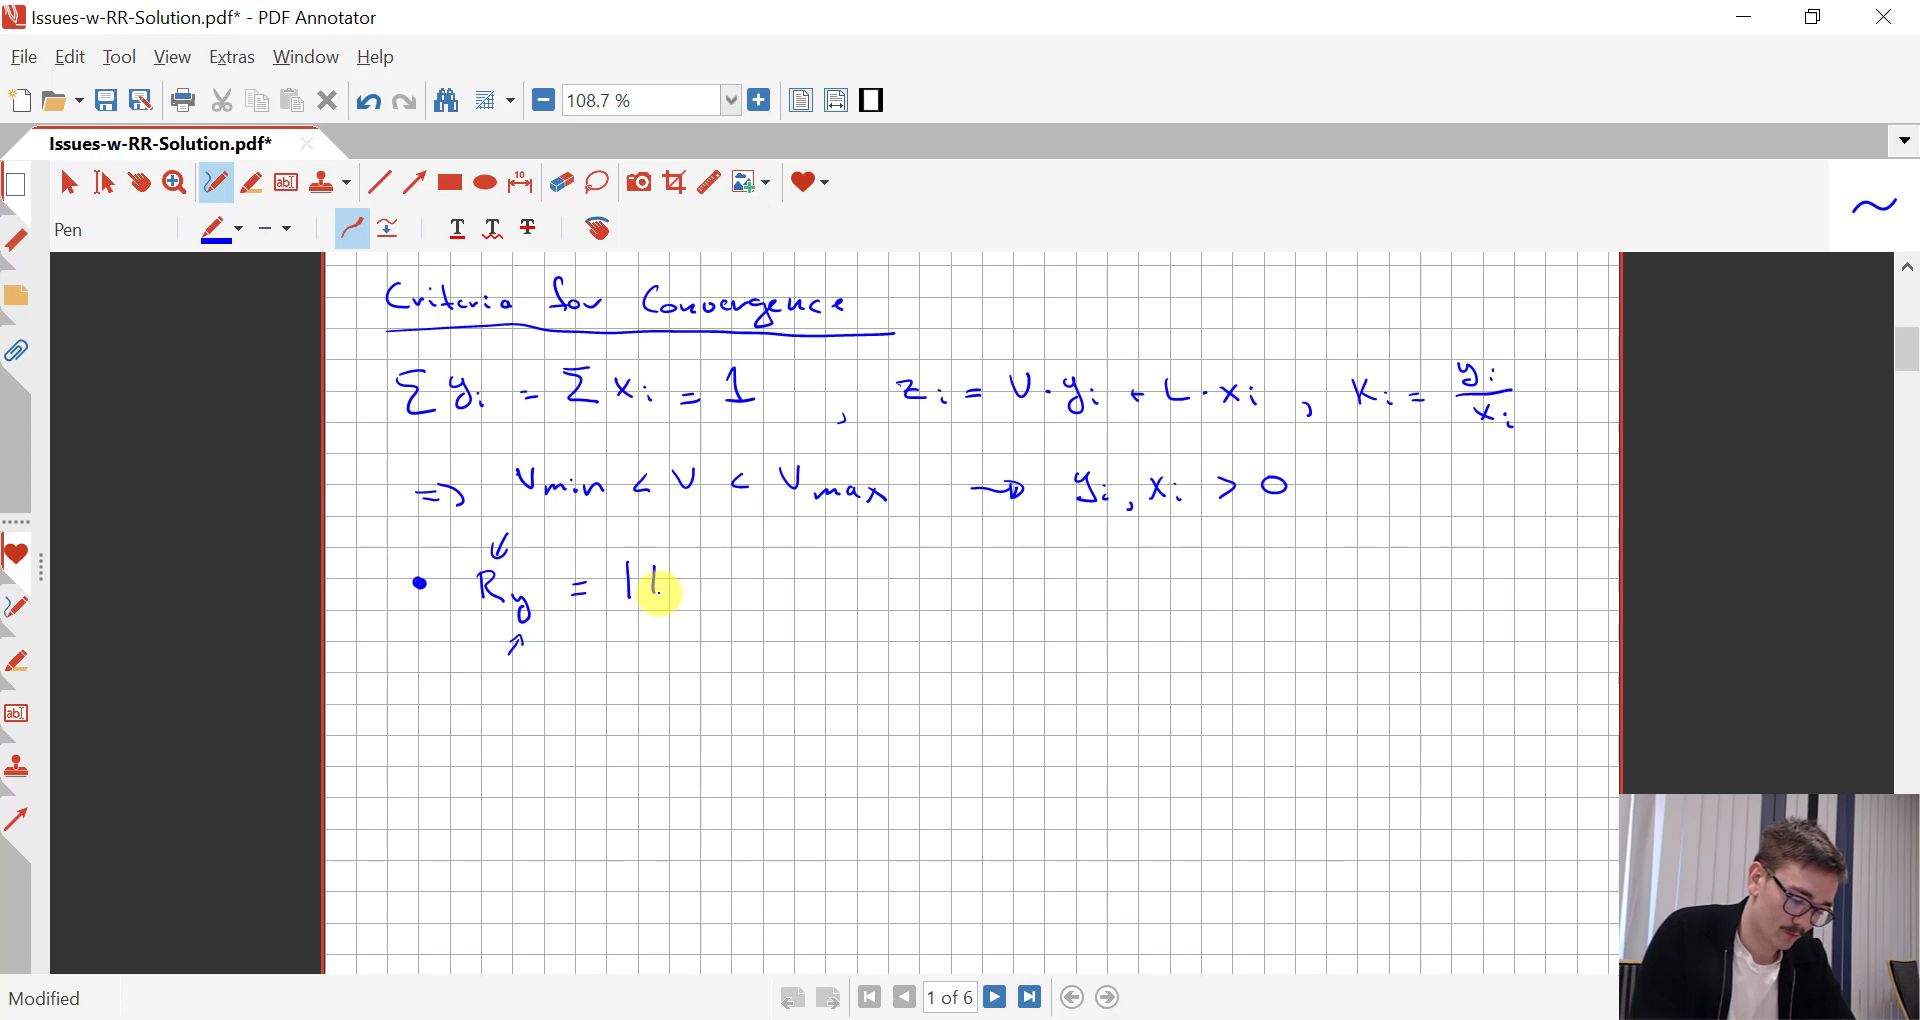 Issues-w-RR-Solution.pdf* - PDF Annotator
File Edit Tool View Extras Window Help
108.7 %
Issues-w-RR-Solution.pdf*
Pen
Criteria for Convergence
Σ yi = Σ xi = 1 , zi = V · yi + L · xi , Ki = yi / xi
=> Vmin < V < Vmax → yi, xi > 0
• Ry = | 1
Modified
1 of 6